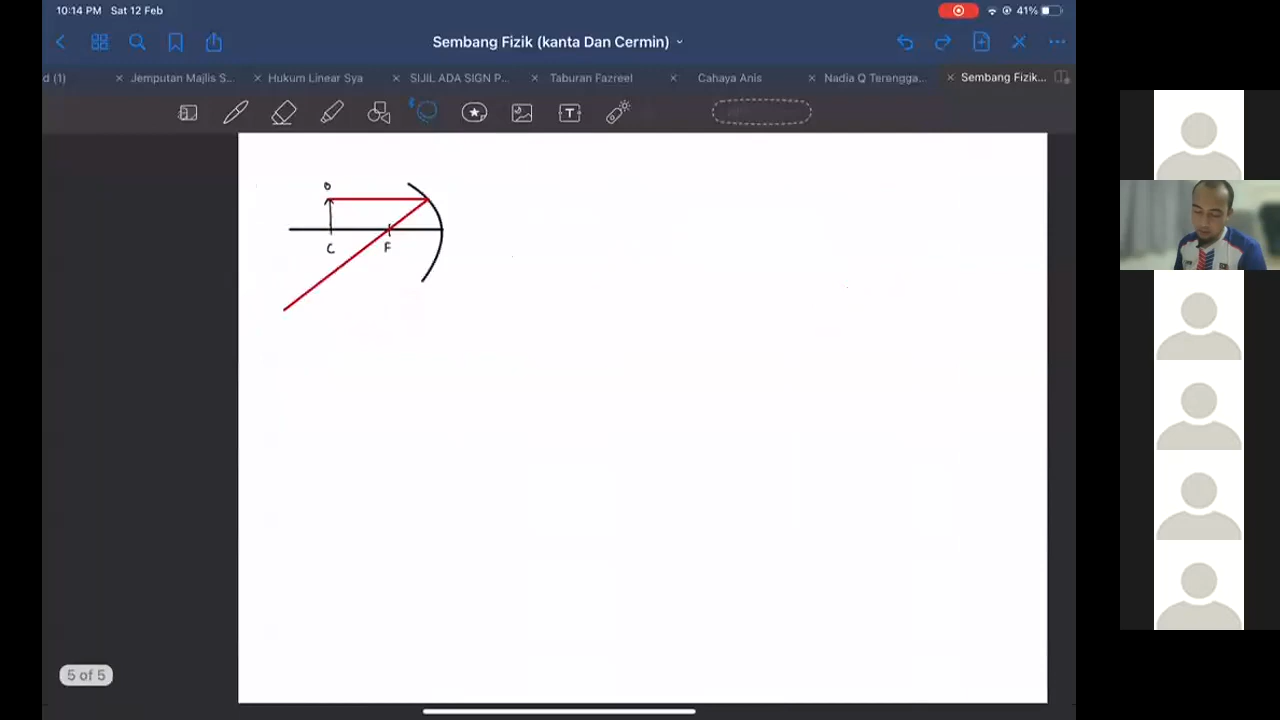 10:14 PM Sat 12 Feb
41%
Sembang Fizik (kanta Dan Cermin)
d (1)
Jemputan Majlis S...
Hukum Linear Sya
SIJIL ADA SIGN P...
Taburan Fazreel
Cahaya Anis
Nadia Q Terengga...
Sembang Fizik...
T
O
C F
5 of 5